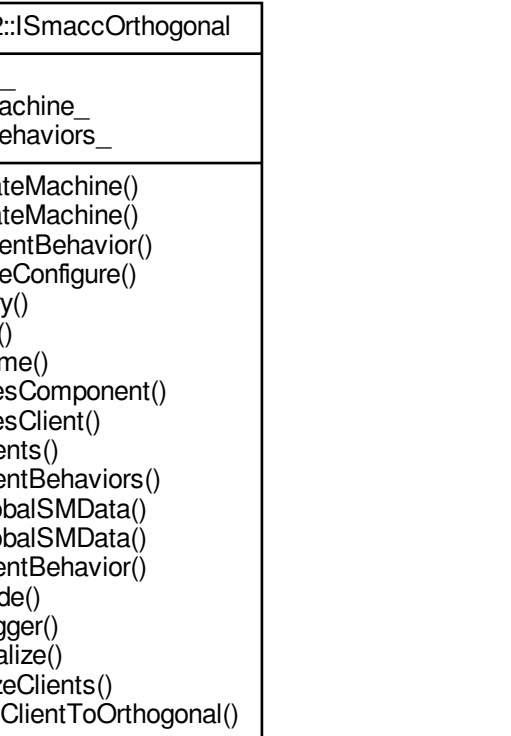 ::ISmaccOrthogonal
_
achine_
ehaviors_
ateMachine()
ateMachine()
entBehavior()
eConfigure()
y()
()
me()
esComponent()
esClient()
ents()
entBehaviors()
obalSMData()
obalSMData()
entBehavior()
de()
gger()
alize()
zeClients()
ClientToOrthogonal()